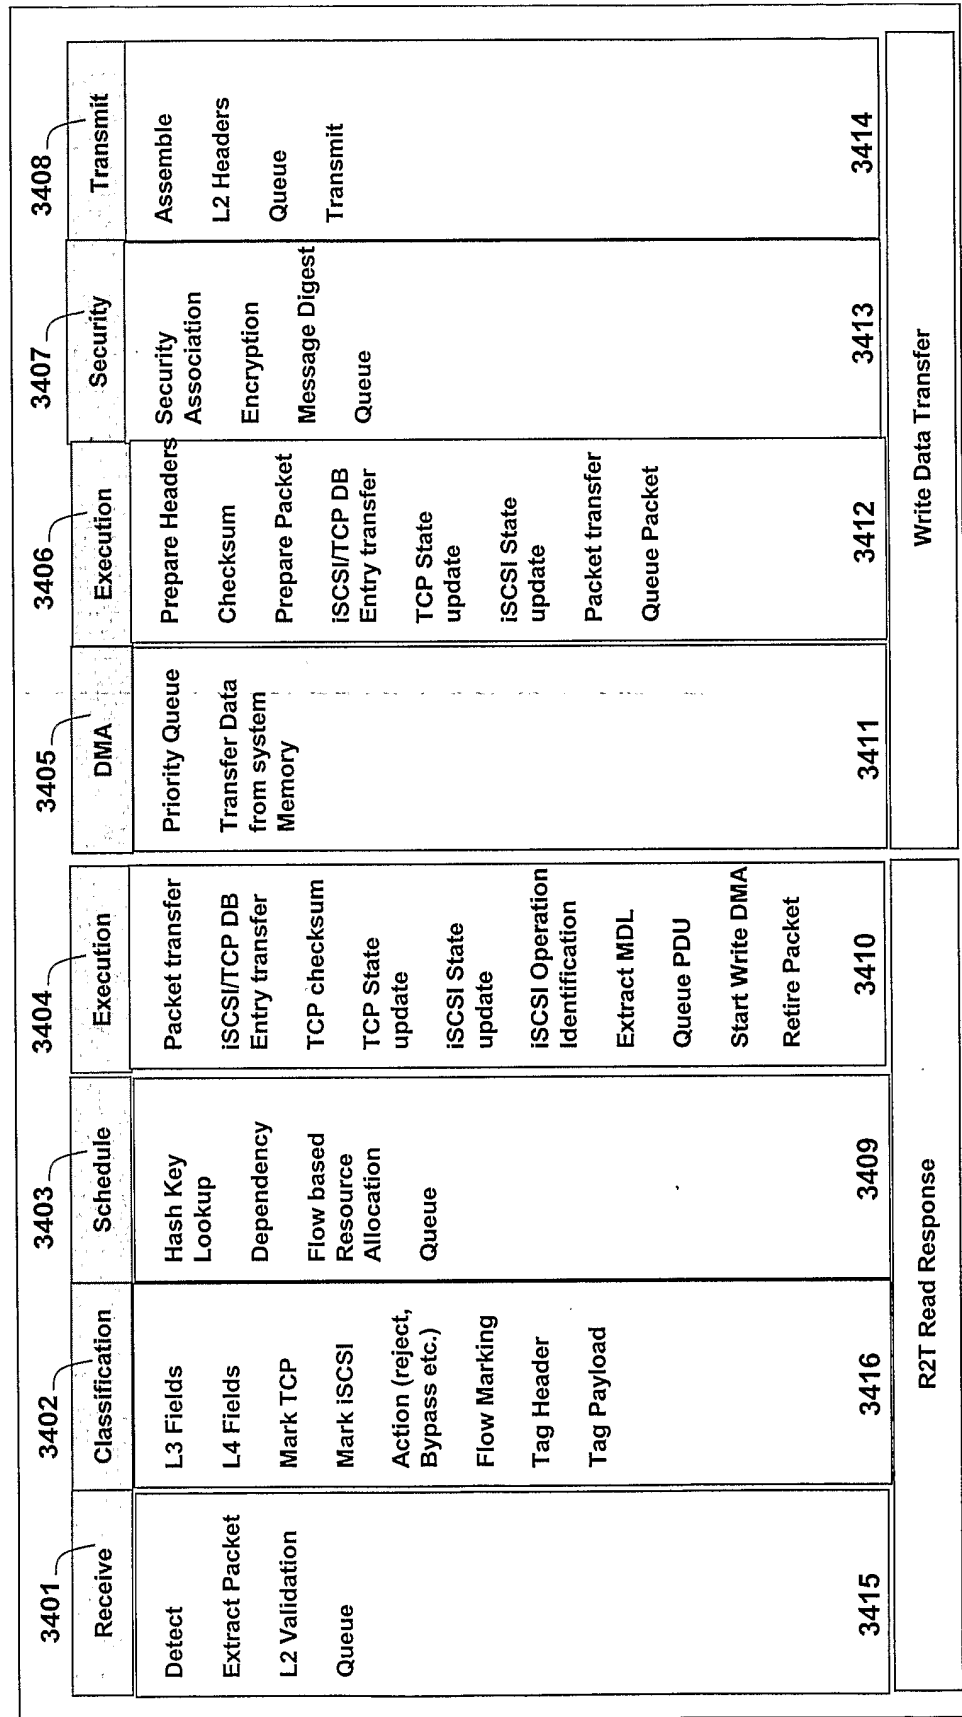 3401
3402
3403
3404
3405
3406
3407
3408
Receive
Classification
Schedule
Execution
DMA
Execution
Security
Transmit
Detect
Extract Packet
L2 Validation
Queue
3415
L3 Fields
L4 Fields
Mark TCP
Mark iSCSI
Action (reject,
Bypass etc.)
Flow Marking
Tag Header
Tag Payload
3416
Hash Key
Lookup
Dependency
Flow based
Resource
Allocation
Queue
3409
Packet transfer
iSCSI/TCP DB
Entry transfer
TCP checksum
TCP State
update
iSCSI State
update
iSCSI Operation
Identification
Extract MDL
Queue PDU
Start Write DMA
Retire Packet
3410
Priority Queue
Transfer Data
from system
Memory
3411
Prepare Headers
Checksum
Prepare Packet
iSCSI/TCP DB
Entry transfer
TCP State
update
iSCSI State
update
Packet transfer
Queue Packet
3412
Security
Association
Encryption
Message Digest
Queue
3413
Assemble
L2 Headers
Queue
Transmit
3414
R2T Read Response
Write Data Transfer